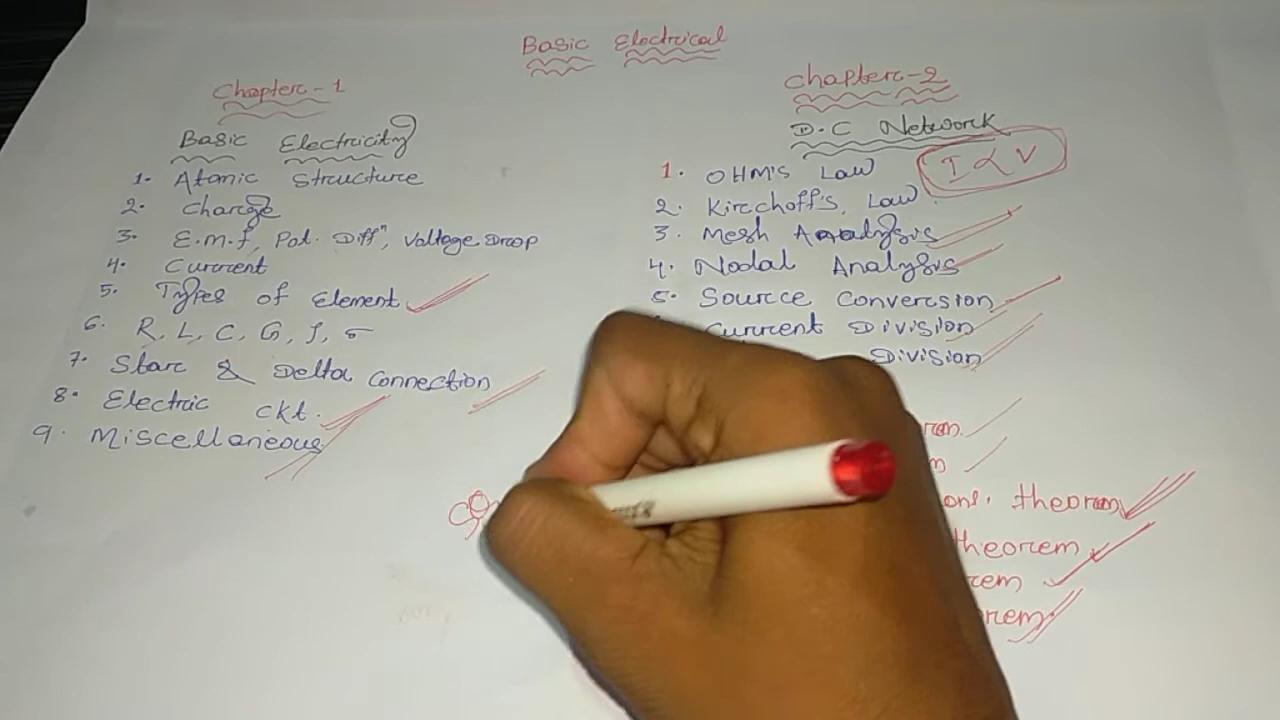 Basic Electrical
Chapter-1
Basic Electricity
1. Atomic Structure
2. Charge
3. E.m.f, Pot. Diffⁿ, Voltage Drop
4. Current
5. Types of Element
6. R, L, C, G, ρ, σ
7. Star & Delta Connection
8. Electric ckt.
9. Miscellaneous
Chapter-2
D.C Network
I ∝ V
1. OHM'S Law
2. Kirchoff's Law
3. Mesh Analysis
4. Nodal Analysis
5. Source Conversion
Current Division
Division
theorem
theorem